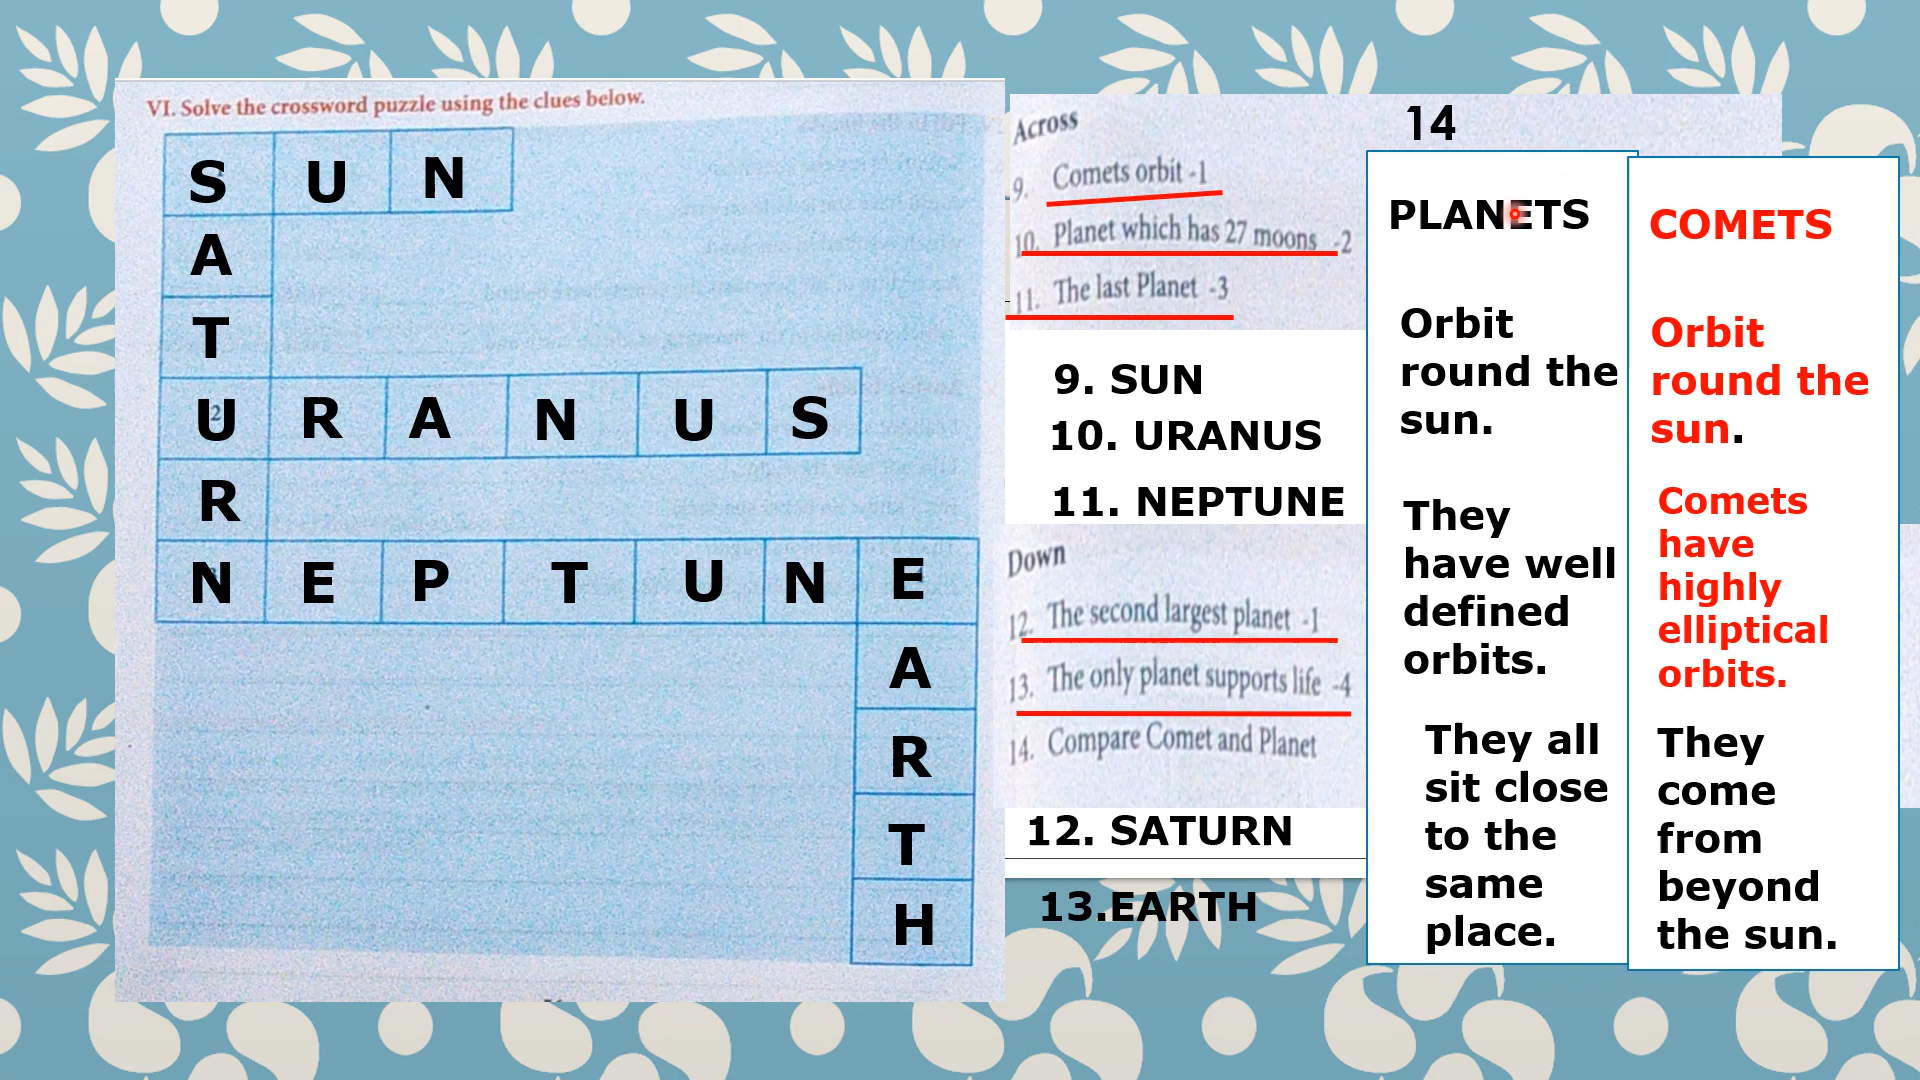 VI. Solve the crossword puzzle using the clues below.
S U N
A
T
U R A N U S
R
N E P T U N E
A
R
T
H
Across
9. Comets orbit -1
10. Planet which has 27 moons -2
11. The last Planet -3
9. SUN
10. URANUS
11. NEPTUNE
Down
12. The second largest planet -1
13. The only planet supports life -4
14. Compare Comet and Planet
12. SATURN
13.EARTH
14
PLANETS
Orbit
round the
sun.
They
have well
defined
orbits.
They all
sit close
to the
same
place.
COMETS
Orbit
round the
sun.
Comets
have
highly
elliptical
orbits.
They
come
from
beyond
the sun.